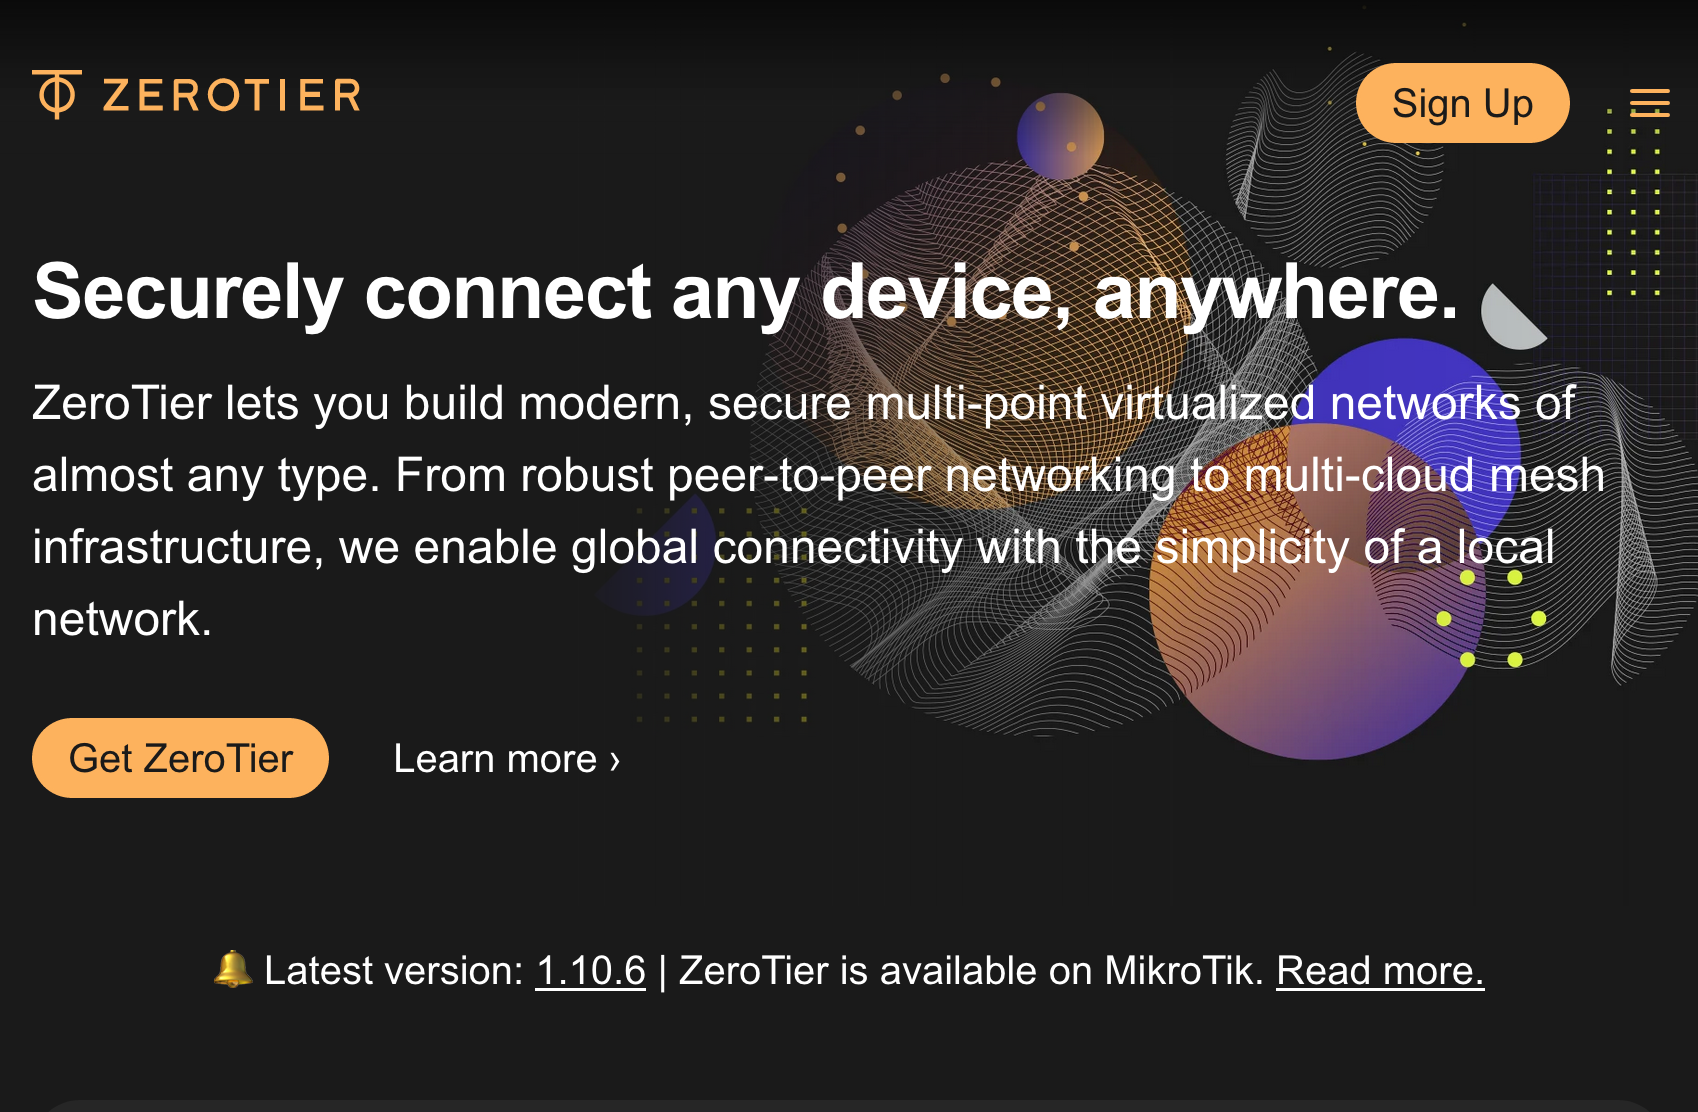 ZEROTIER
Sign Up
Securely connect any device, anywhere.
ZeroTier lets you build modern, secure multi-point virtualized networks of
almost any type. From robust peer-to-peer networking to multi-cloud mesh
infrastructure, we enable global connectivity with the simplicity of a local
network.
Get ZeroTier
Learn more ›
🔔 Latest version: 1.10.6 | ZeroTier is available on MikroTik. Read more.